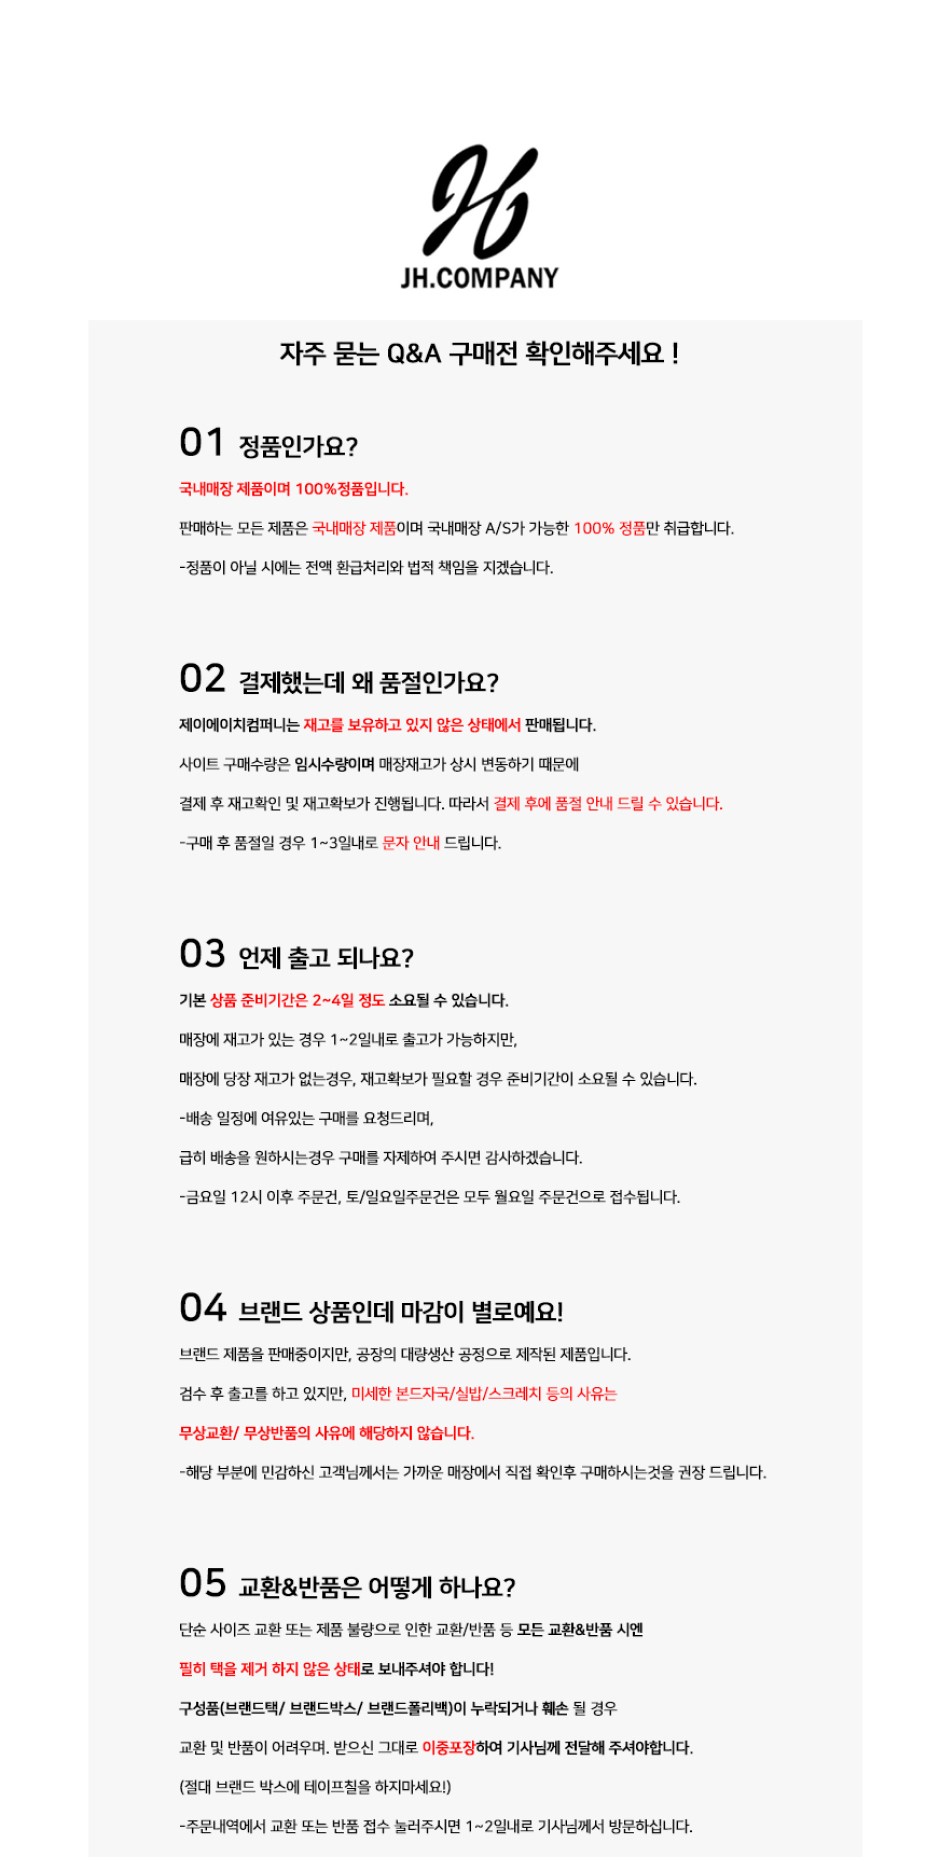 JH
JH.COMPANY
자주 묻는 Q&A 구매전 확인해주세요 !
01 정품인가요?
국내매장 제품이며 100%정품입니다.
판매하는 모든 제품은 국내매장 제품이며 국내매장 A/S가 가능한 100% 정품만 취급합니다.
-정품이 아닐 시에는 전액 환급처리와 법적 책임을 지겠습니다.
02 결제했는데 왜 품절인가요?
제이에이치컴퍼니는 재고를 보유하고 있지 않은 상태에서 판매됩니다.
사이트 구매수량은 임시수량이며 매장재고가 상시 변동하기 때문에
결제 후 재고확인 및 재고확보가 진행됩니다. 따라서 결제 후에 품절 안내 드릴 수 있습니다.
-구매 후 품절일 경우 1~3일내로 문자 안내 드립니다.
03 언제 출고 되나요?
기본 상품 준비기간은 2~4일 정도 소요될 수 있습니다.
매장에 재고가 있는 경우 1~2일내로 출고가 가능하지만,
매장에 당장 재고가 없는경우, 재고확보가 필요할 경우 준비기간이 소요될 수 있습니다.
-배송 일정에 여유있는 구매를 요청드리며,
급히 배송을 원하시는경우 구매를 자제하여 주시면 감사하겠습니다.
-금요일 12시 이후 주문건, 토/일요일주문건은 모두 월요일 주문건으로 접수됩니다.
04 브랜드 상품인데 마감이 별로예요!
브랜드 제품을 판매중이지만, 공장의 대량생산 공정으로 제작된 제품입니다.
검수 후 출고를 하고 있지만, 미세한 본드자국/실밥/스크레치 등의 사유는
무상교환/ 무상반품의 사유에 해당하지 않습니다.
-해당 부분에 민감하신 고객님께서는 가까운 매장에서 직접 확인후 구매하시는것을 권장 드립니다.
05 교환&반품은 어떻게 하나요?
단순 사이즈 교환 또는 제품 불량으로 인한 교환/반품 등 모든 교환&반품 시엔
필히 택을 제거 하지 않은 상태로 보내주셔야 합니다!
구성품(브랜드택/ 브랜드박스/ 브랜드폴리백)이 누락되거나 훼손 될 경우
교환 및 반품이 어려우며. 받으신 그대로 이중포장하여 기사님께 전달해 주셔야합니다.
(절대 브랜드 박스에 테이프칠을 하지마세요!)
-주문내역에서 교환 또는 반품 접수 눌러주시면 1~2일내로 기사님께서 방문하십니다.